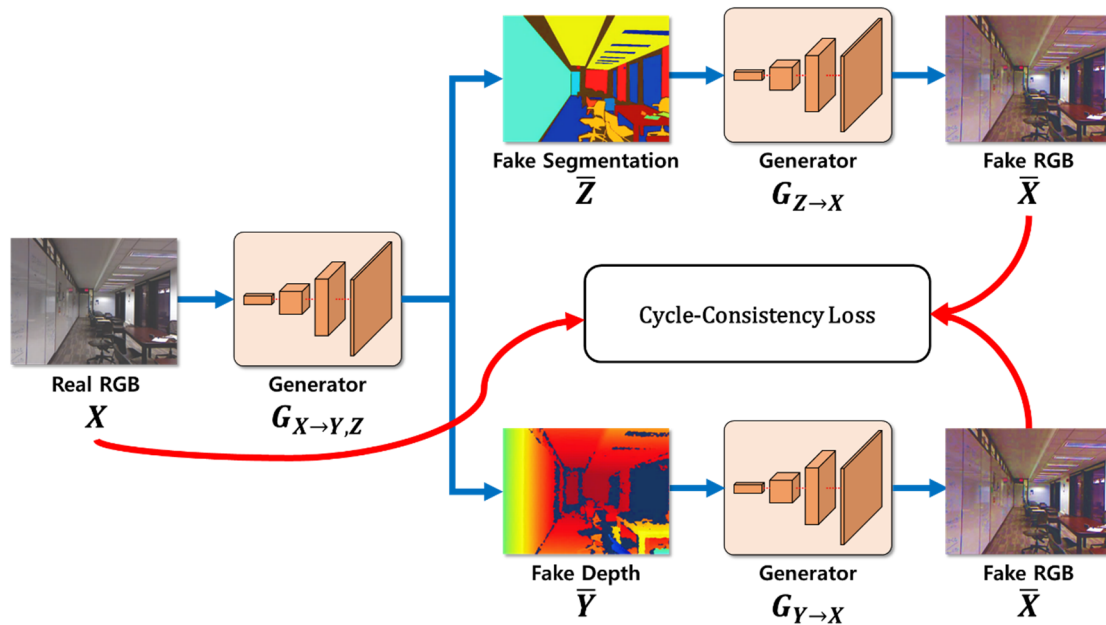 Fake Segmentation
Z̅
Generator
G_{Z→X}
Fake RGB
X̅
Real RGB
X
Generator
G_{X→Y,Z}
Cycle-Consistency Loss
Fake Depth
Y̅
Generator
G_{Y→X}
Fake RGB
X̅